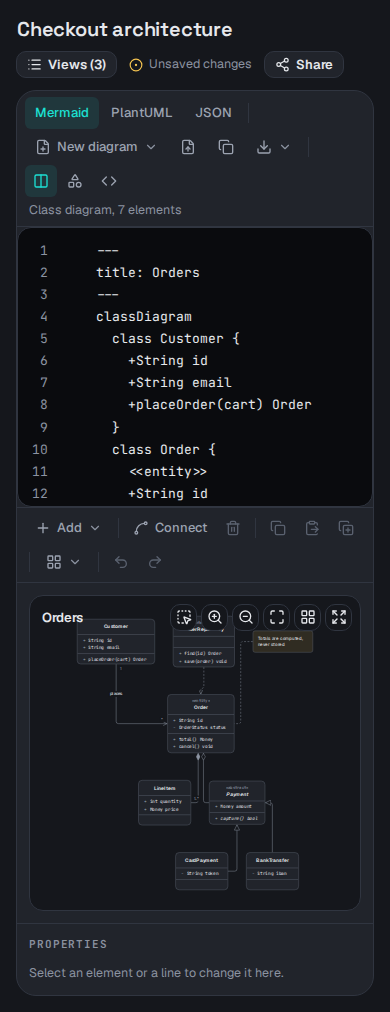 Checkout architecture
Views (3)
Unsaved changes
Share
Mermaid
PlantUML
JSON
New diagram
Class diagram, 7 elements
1 ---
2 title: Orders
3 ---
4 classDiagram
5 class Customer {
6 +String id
7 +String email
8 +placeOrder(cart) Order
9 }
10 class Order {
11 <<entity>>
12 +String id
Add
Connect
Orders
Customer
+ String id
+ String email
+ placeOrder(cart) Order
+ find(id) Order
+ save(order) void
Totals are computed,
never stored
places
Order
+ String id
- OrderStatus status
+ total() Money
+ cancel() void
LineItem
+ Int quantity
+ Money price
Payment
+ Money amount
+ capture() bool
CardPayment
- String token
BankTransfer
- String iban
PROPERTIES
Select an element or a line to change it here.